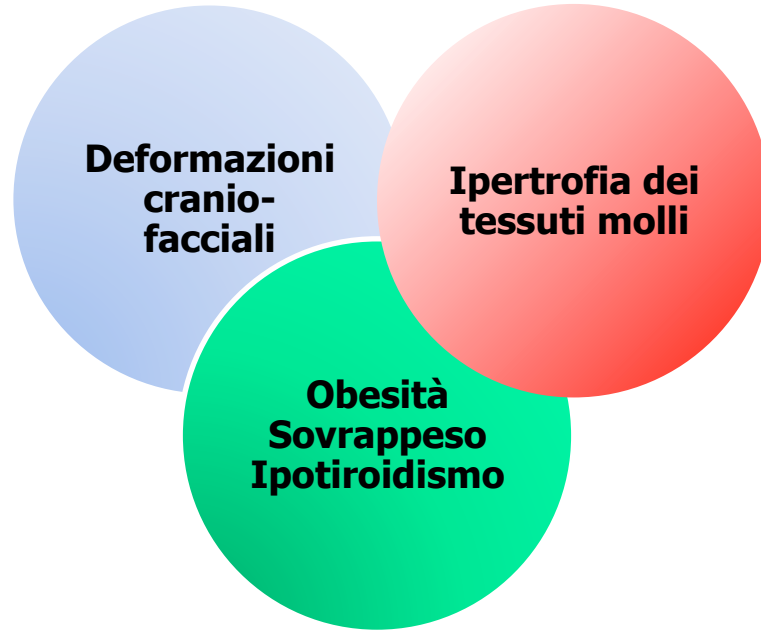 Deformazioni
cranio-
facciali
Ipertrofia dei
tessuti molli
Obesità
Sovrappeso
Ipotiroidismo